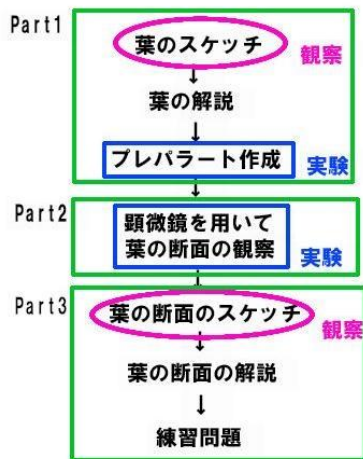 Part1
葉のスケッチ
観察
↓
葉の解説
↓
プレパラート作成
実験
↓
Part2
顕微鏡を用いて
葉の断面の観察
実験
↓
Part3
葉の断面のスケッチ
観察
↓
葉の断面の解説
↓
練習問題